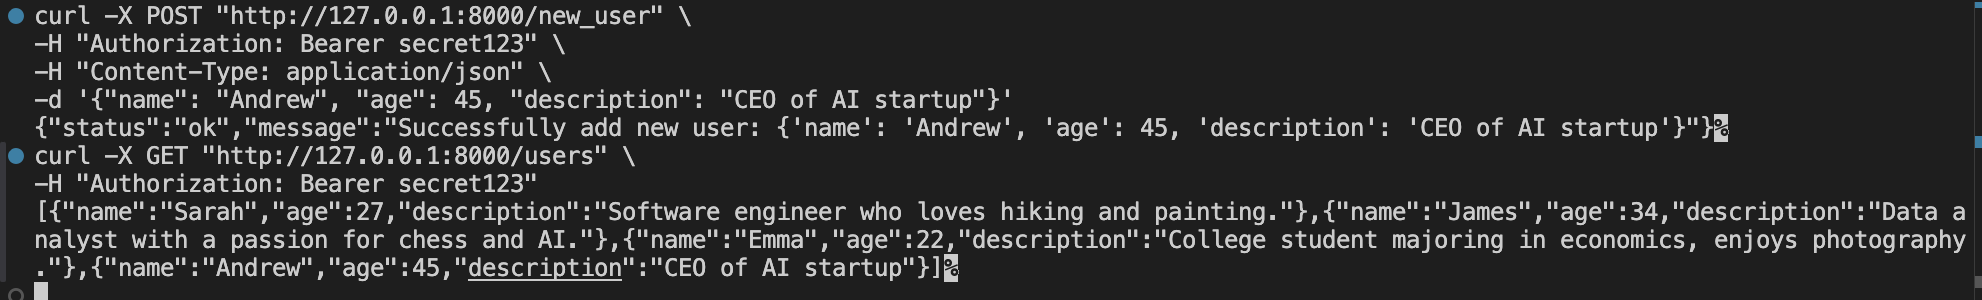 curl -X POST "http://127.0.0.1:8000/new_user" \
-H "Authorization: Bearer secret123" \
-H "Content-Type: application/json" \
-d '{"name": "Andrew", "age": 45, "description": "CEO of AI startup"}'
{"status":"ok","message":"Successfully add new user: {'name': 'Andrew', 'age': 45, 'description': 'CEO of AI startup'}"}%
curl -X GET "http://127.0.0.1:8000/users" \
-H "Authorization: Bearer secret123"
[{"name":"Sarah","age":27,"description":"Software engineer who loves hiking and painting."},{"name":"James","age":34,"description":"Data a
nalyst with a passion for chess and AI."},{"name":"Emma","age":22,"description":"College student majoring in economics, enjoys photography
."},{"name":"Andrew","age":45,"description":"CEO of AI startup"}]%